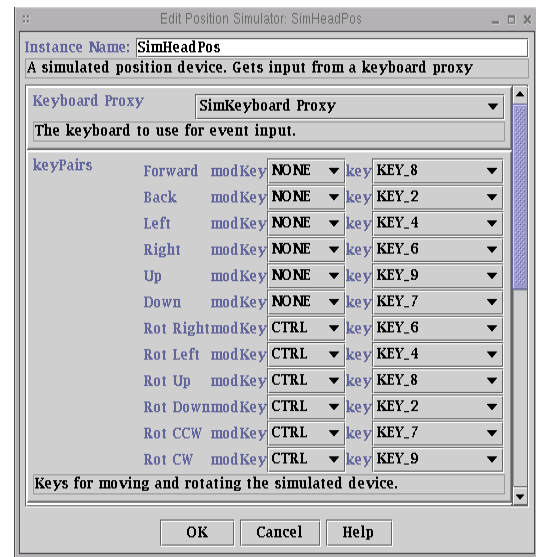 Edit Position Simulator: SimHeadPos
Instance Name: SimHeadPos
A simulated position device. Gets input from a keyboard proxy
Keyboard Proxy SimKeyboard Proxy
The keyboard to use for event input.
keyPairs Forward modKey NONE key KEY_8
Back modKey NONE key KEY_2
Left modKey NONE key KEY_4
Right modKey NONE key KEY_6
Up modKey NONE key KEY_9
Down modKey NONE key KEY_7
Rot Right modKey CTRL key KEY_6
Rot Left modKey CTRL key KEY_4
Rot Up modKey CTRL key KEY_8
Rot Down modKey CTRL key KEY_2
Rot CCW modKey CTRL key KEY_7
Rot CW modKey CTRL key KEY_9
Keys for moving and rotating the simulated device.
OK Cancel Help